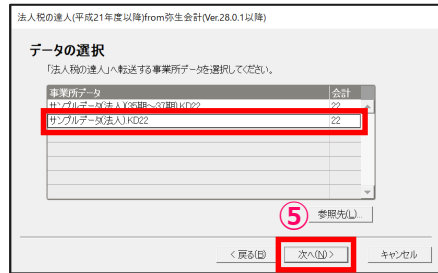 法人税の達人(平成21年度以降)from弥生会計(Ver.28.0.1以降)
データの選択
「法人税の達人」へ転送する事業所データを選択してください。
事業所データ 会計
サンプルデータ(法人)(35期～37期).KD22 22
サンプルデータ(法人).KD22 22
⑤ 参照先(L)...
< 戻る(B) 次へ(N) > キャンセル